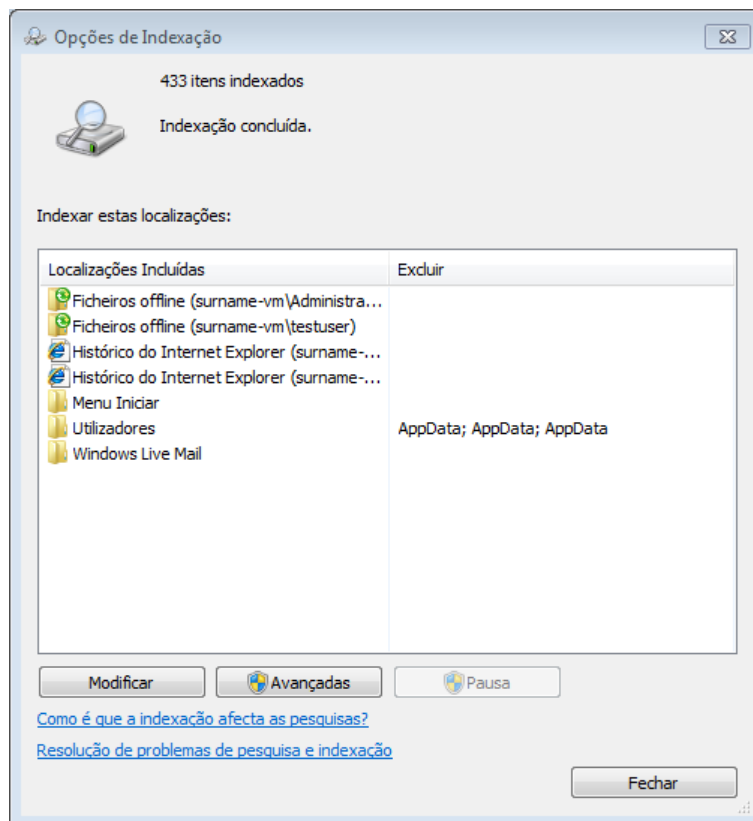 Opções de Indexação
433 itens indexados
Indexação concluída.
Indexar estas localizações:
Localizações Incluídas Excluir
Ficheiros offline (surname-vm\Administra...
Ficheiros offline (surname-vm\testuser)
Histórico do Internet Explorer (surname-...
Histórico do Internet Explorer (surname-...
Menu Iniciar
Utilizadores AppData; AppData; AppData
Windows Live Mail
Modificar Avançadas Pausa
Como é que a indexação afecta as pesquisas?
Resolução de problemas de pesquisa e indexação
Fechar